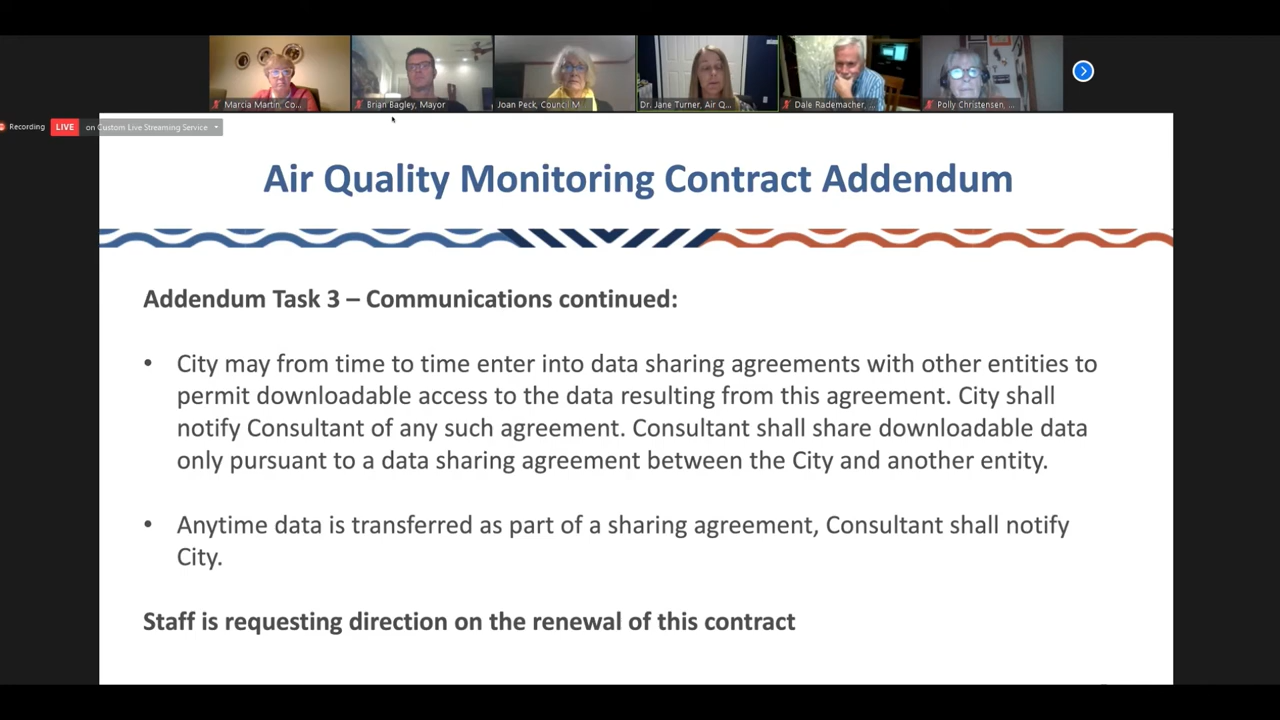 Marcia Martin, Co...
Brian Bagley, Mayor
Joan Peck, Council M
Dr. Jane Turner, Air Q...
Dale Rademacher, ...
Polly Christensen, ...
Recording
LIVE
on Custom Live Streaming Service
Air Quality Monitoring Contract Addendum
Addendum Task 3 – Communications continued:
• City may from time to time enter into data sharing agreements with other entities to
permit downloadable access to the data resulting from this agreement. City shall
notify Consultant of any such agreement. Consultant shall share downloadable data
only pursuant to a data sharing agreement between the City and another entity.
• Anytime data is transferred as part of a sharing agreement, Consultant shall notify
City.
Staff is requesting direction on the renewal of this contract